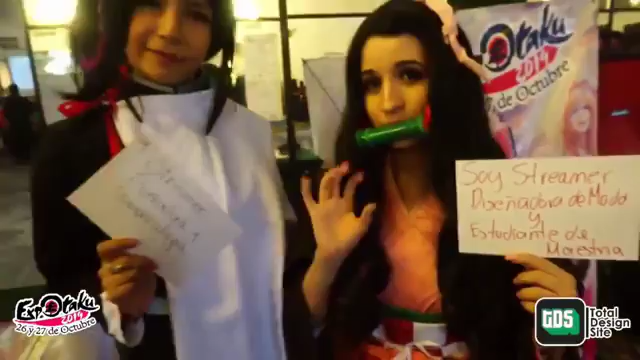 ExpOtaku
2019
de Octubre
Soy Streamer
Diseñadora de Moda
y
Estudiante de
Maestria
ExpOtaku
2019
26 y 27 de Octubre
TDS
Total
Design
Site